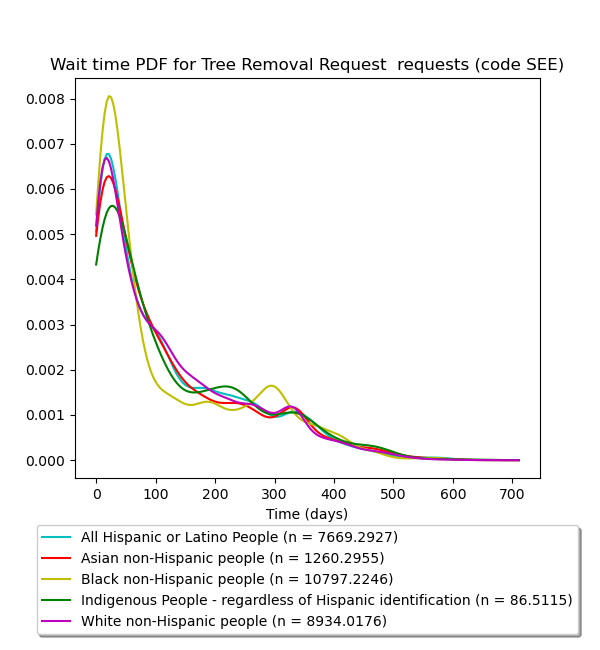 Wait time PDF for Tree Removal Request  requests (code SEE)
0.008
0.007
0.006
0.005
0.004
0.003
0.002
0.001
0.000
0 100 200 300 400 500 600 700
Time (days)
All Hispanic or Latino People (n = 7669.2927)
Asian non-Hispanic people (n = 1260.2955)
Black non-Hispanic people (n = 10797.2246)
Indigenous People - regardless of Hispanic identification (n = 86.5115)
White non-Hispanic people (n = 8934.0176)